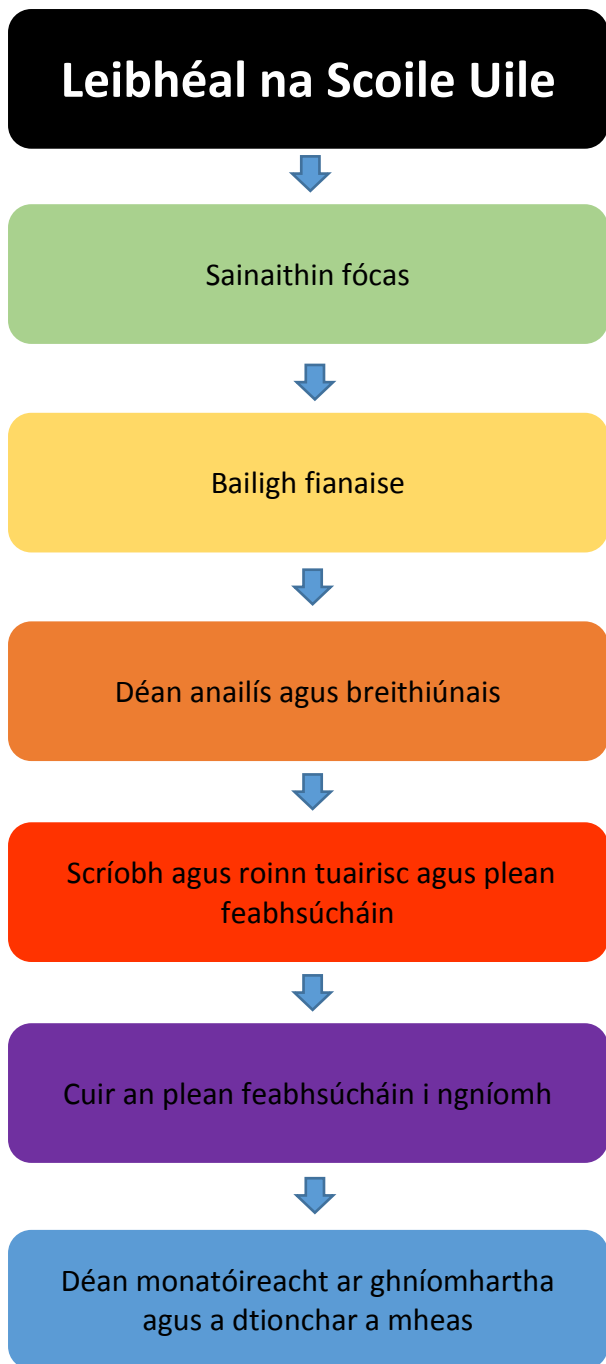 Leibhéal na Scoile Uile
Sainaithin fócas
Bailigh fianaise
Déan anailís agus breithiúnais
Scríobh agus roinn tuairisc agus plean
feabhsúcháin
Cuir an plean feabhsúcháin i ngníomh
Déan monatóireacht ar ghníomhartha
agus a dtionchar a mheas